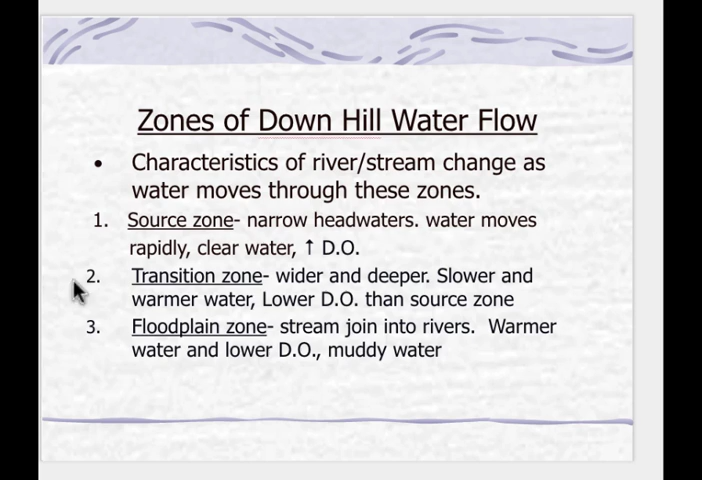 Zones of Down Hill Water Flow
• Characteristics of river/stream change as
water moves through these zones.
1. Source zone- narrow headwaters. water moves
rapidly, clear water, ↑ D.O.
2. Transition zone- wider and deeper. Slower and
warmer water, Lower D.O. than source zone
3. Floodplain zone- stream join into rivers. Warmer
water and lower D.O., muddy water